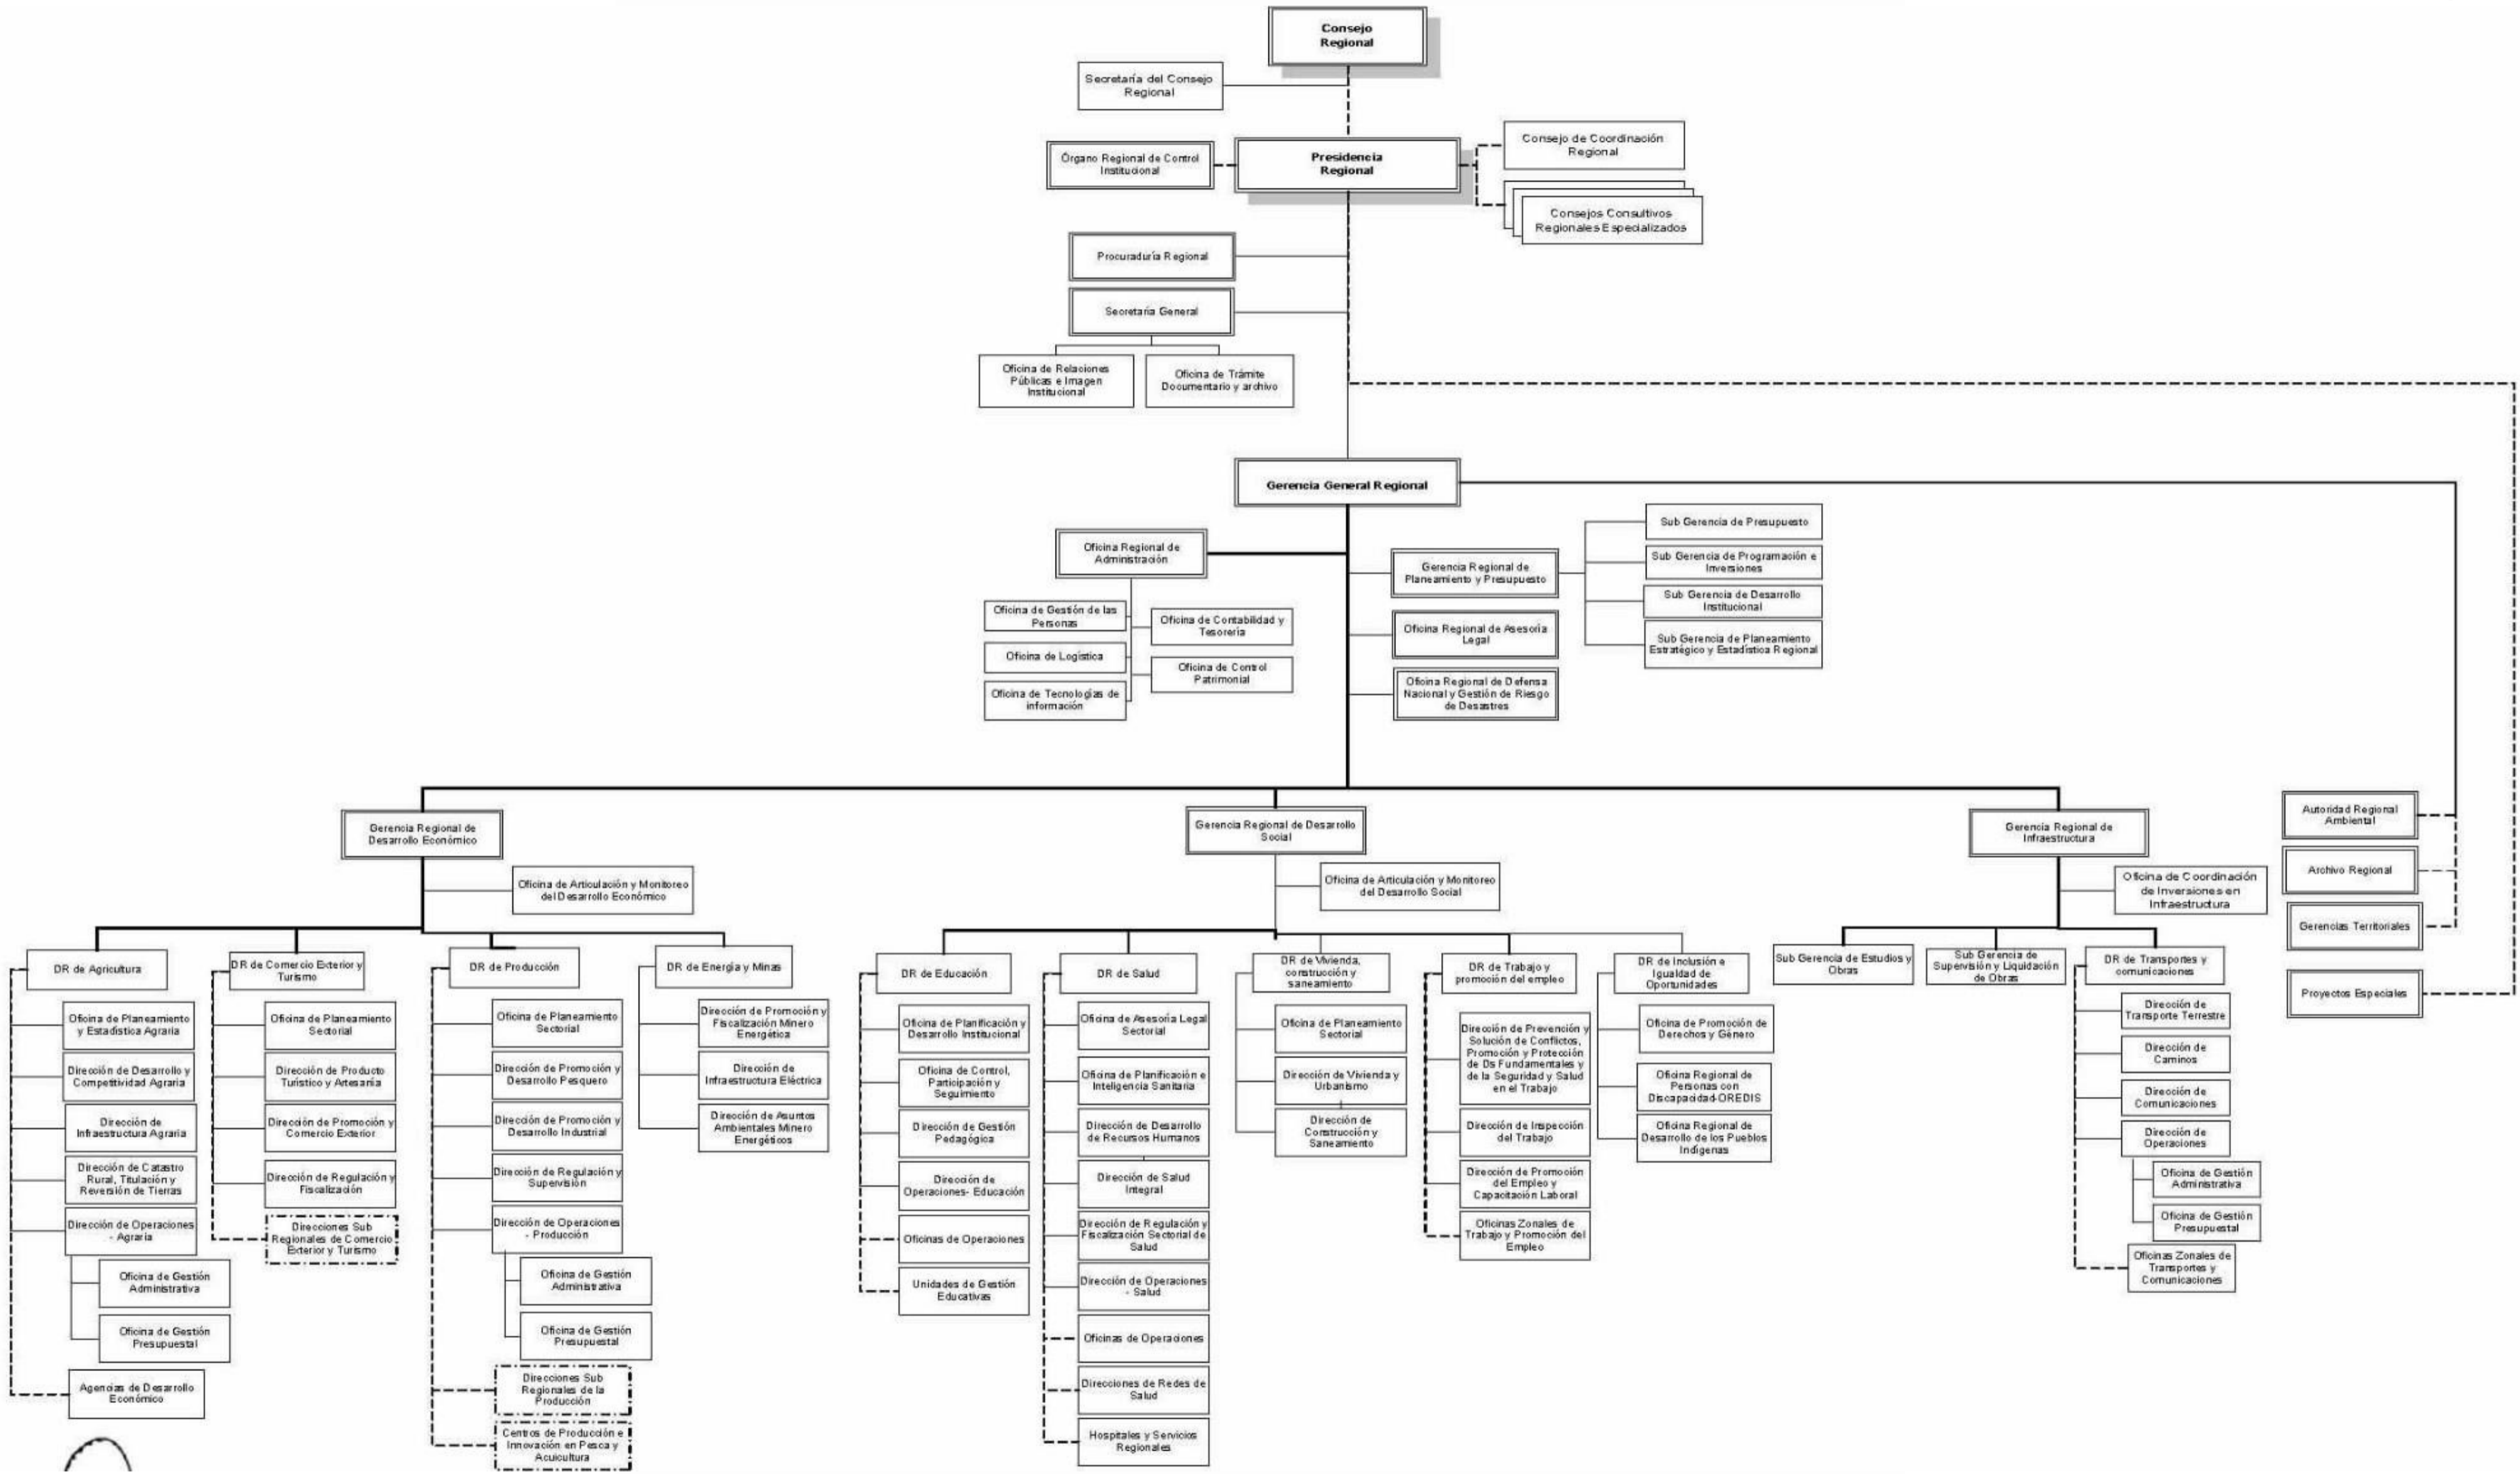 Consejo
Regional
Secretaría del Consejo
Regional
Órgano Regional de Control
Institucional
Presidencia
Regional
Consejo de Coordinación
Regional
Consejos Consultivos
Regionales Especializados
Procuraduría Regional
Secretaría General
Oficina de Relaciones
Públicas e Imagen
Institucional
Oficina de Trámite
Documentario y archivo
Gerencia General Regional
Oficina Regional de
Administración
Oficina de Gestión de las
Personas
Oficina de Contabilidad y
Tesorería
Oficina de Logística
Oficina de Control
Patrimonial
Oficina de Tecnologías de
información
Gerencia Regional de
Planeamiento y Presupuesto
Oficina Regional de Asesoría
Legal
Oficina Regional de Defensa
Nacional y Gestión de Riesgo
de Desastres
Sub Gerencia de Presupuesto
Sub Gerencia de Programación e
Inversiones
Sub Gerencia de Desarrollo
Institucional
Sub Gerencia de Planeamiento
Estratégico y Estadística Regional
Gerencia Regional de
Desarrollo Económico
Oficina de Articulación y Monitoreo
del Desarrollo Económico
DR de Agricultura
Oficina de Planeamiento
y Estadística Agraria
Dirección de Desarrollo y
Competitividad Agraria
Dirección de
Infraestructura Agraria
Dirección de Catastro
Rural, Titulación y
Reversión de Tierras
Dirección de Operaciones
- Agraria
Oficina de Gestión
Administrativa
Oficina de Gestión
Presupuestal
Agencias de Desarrollo
Económico
DR de Comercio Exterior y
Turismo
Oficina de Planeamiento
Sectorial
Dirección de Producto
Turístico y Artesanía
Dirección de Promoción y
Comercio Exterior
Dirección de Regulación y
Fiscalización
Direcciones Sub
Regionales de Comercio
Exterior y Turismo
DR de Producción
Oficina de Planeamiento
Sectorial
Dirección de Promoción y
Desarrollo Pesquero
Dirección de Promoción y
Desarrollo Industrial
Dirección de Regulación y
Supervisión
Dirección de Operaciones
- Producción
Oficina de Gestión
Administrativa
Oficina de Gestión
Presupuestal
Direcciones Sub
Regionales de la
Producción
Centros de Producción e
Innovación en Pesca y
Acuicultura
DR de Energía y Minas
Dirección de Promoción y
Fiscalización Minero
Energética
Dirección de
Infraestructura Eléctrica
Dirección de Asuntos
Ambientales Minero
Energéticos
Gerencia Regional de Desarrollo
Social
Oficina de Articulación y Monitoreo
del Desarrollo Social
DR de Educación
Oficina de Planificación y
Desarrollo Institucional
Oficina de Control,
Participación y
Seguimiento
Dirección de Gestión
Pedagógica
Dirección de
Operaciones- Educación
Oficinas de Operaciones
Unidades de Gestión
Educativas
DR de Salud
Oficina de Asesoría Legal
Sectorial
Oficina de Planificación e
Inteligencia Sanitaria
Dirección de Desarrollo
de Recursos Humanos
Dirección de Salud
Integral
Dirección de Regulación y
Fiscalización Sectorial de
Salud
Dirección de Operaciones
- Salud
Oficinas de Operaciones
Direcciones de Redes de
Salud
Hospitales y Servicios
Regionales
DR de Vivienda,
construcción y
saneamiento
Oficina de Planeamiento
Sectorial
Dirección de Vivienda y
Urbanismo
Dirección de
Construcción y
Saneamiento
DR de Trabajo y
promoción del empleo
Dirección de Prevención y
Solución de Conflictos,
Promoción y Protección
de Ds Fundamentales y
de la Seguridad y Salud
en el Trabajo
Dirección de Inspección
del Trabajo
Dirección de Promoción
del Empleo y
Capacitación Laboral
Oficinas Zonales de
Trabajo y Promoción del
Empleo
DR de Inclusión e
Igualdad de
Oportunidades
Oficina de Promoción de
Derechos y Género
Oficina Regional de
Personas con
Discapacidad-OREDIS
Oficina Regional de
Desarrollo de los Pueblos
Indígenas
Gerencia Regional de
Infraestructura
Oficina de Coordinación
de Inversiones en
Infraestructura
Sub Gerencia de Estudios y
Obras
Sub Gerencia de
Supervisión y Liquidación
de Obras
DR de Transportes y
comunicaciones
Dirección de
Transporte Terrestre
Dirección de
Caminos
Dirección de
Comunicaciones
Dirección de
Operaciones
Oficina de Gestión
Administrativa
Oficina de Gestión
Presupuestal
Oficinas Zonales de
Transportes y
Comunicaciones
Autoridad Regional
Ambiental
Archivo Regional
Gerencias Territoriales
Proyectos Especiales